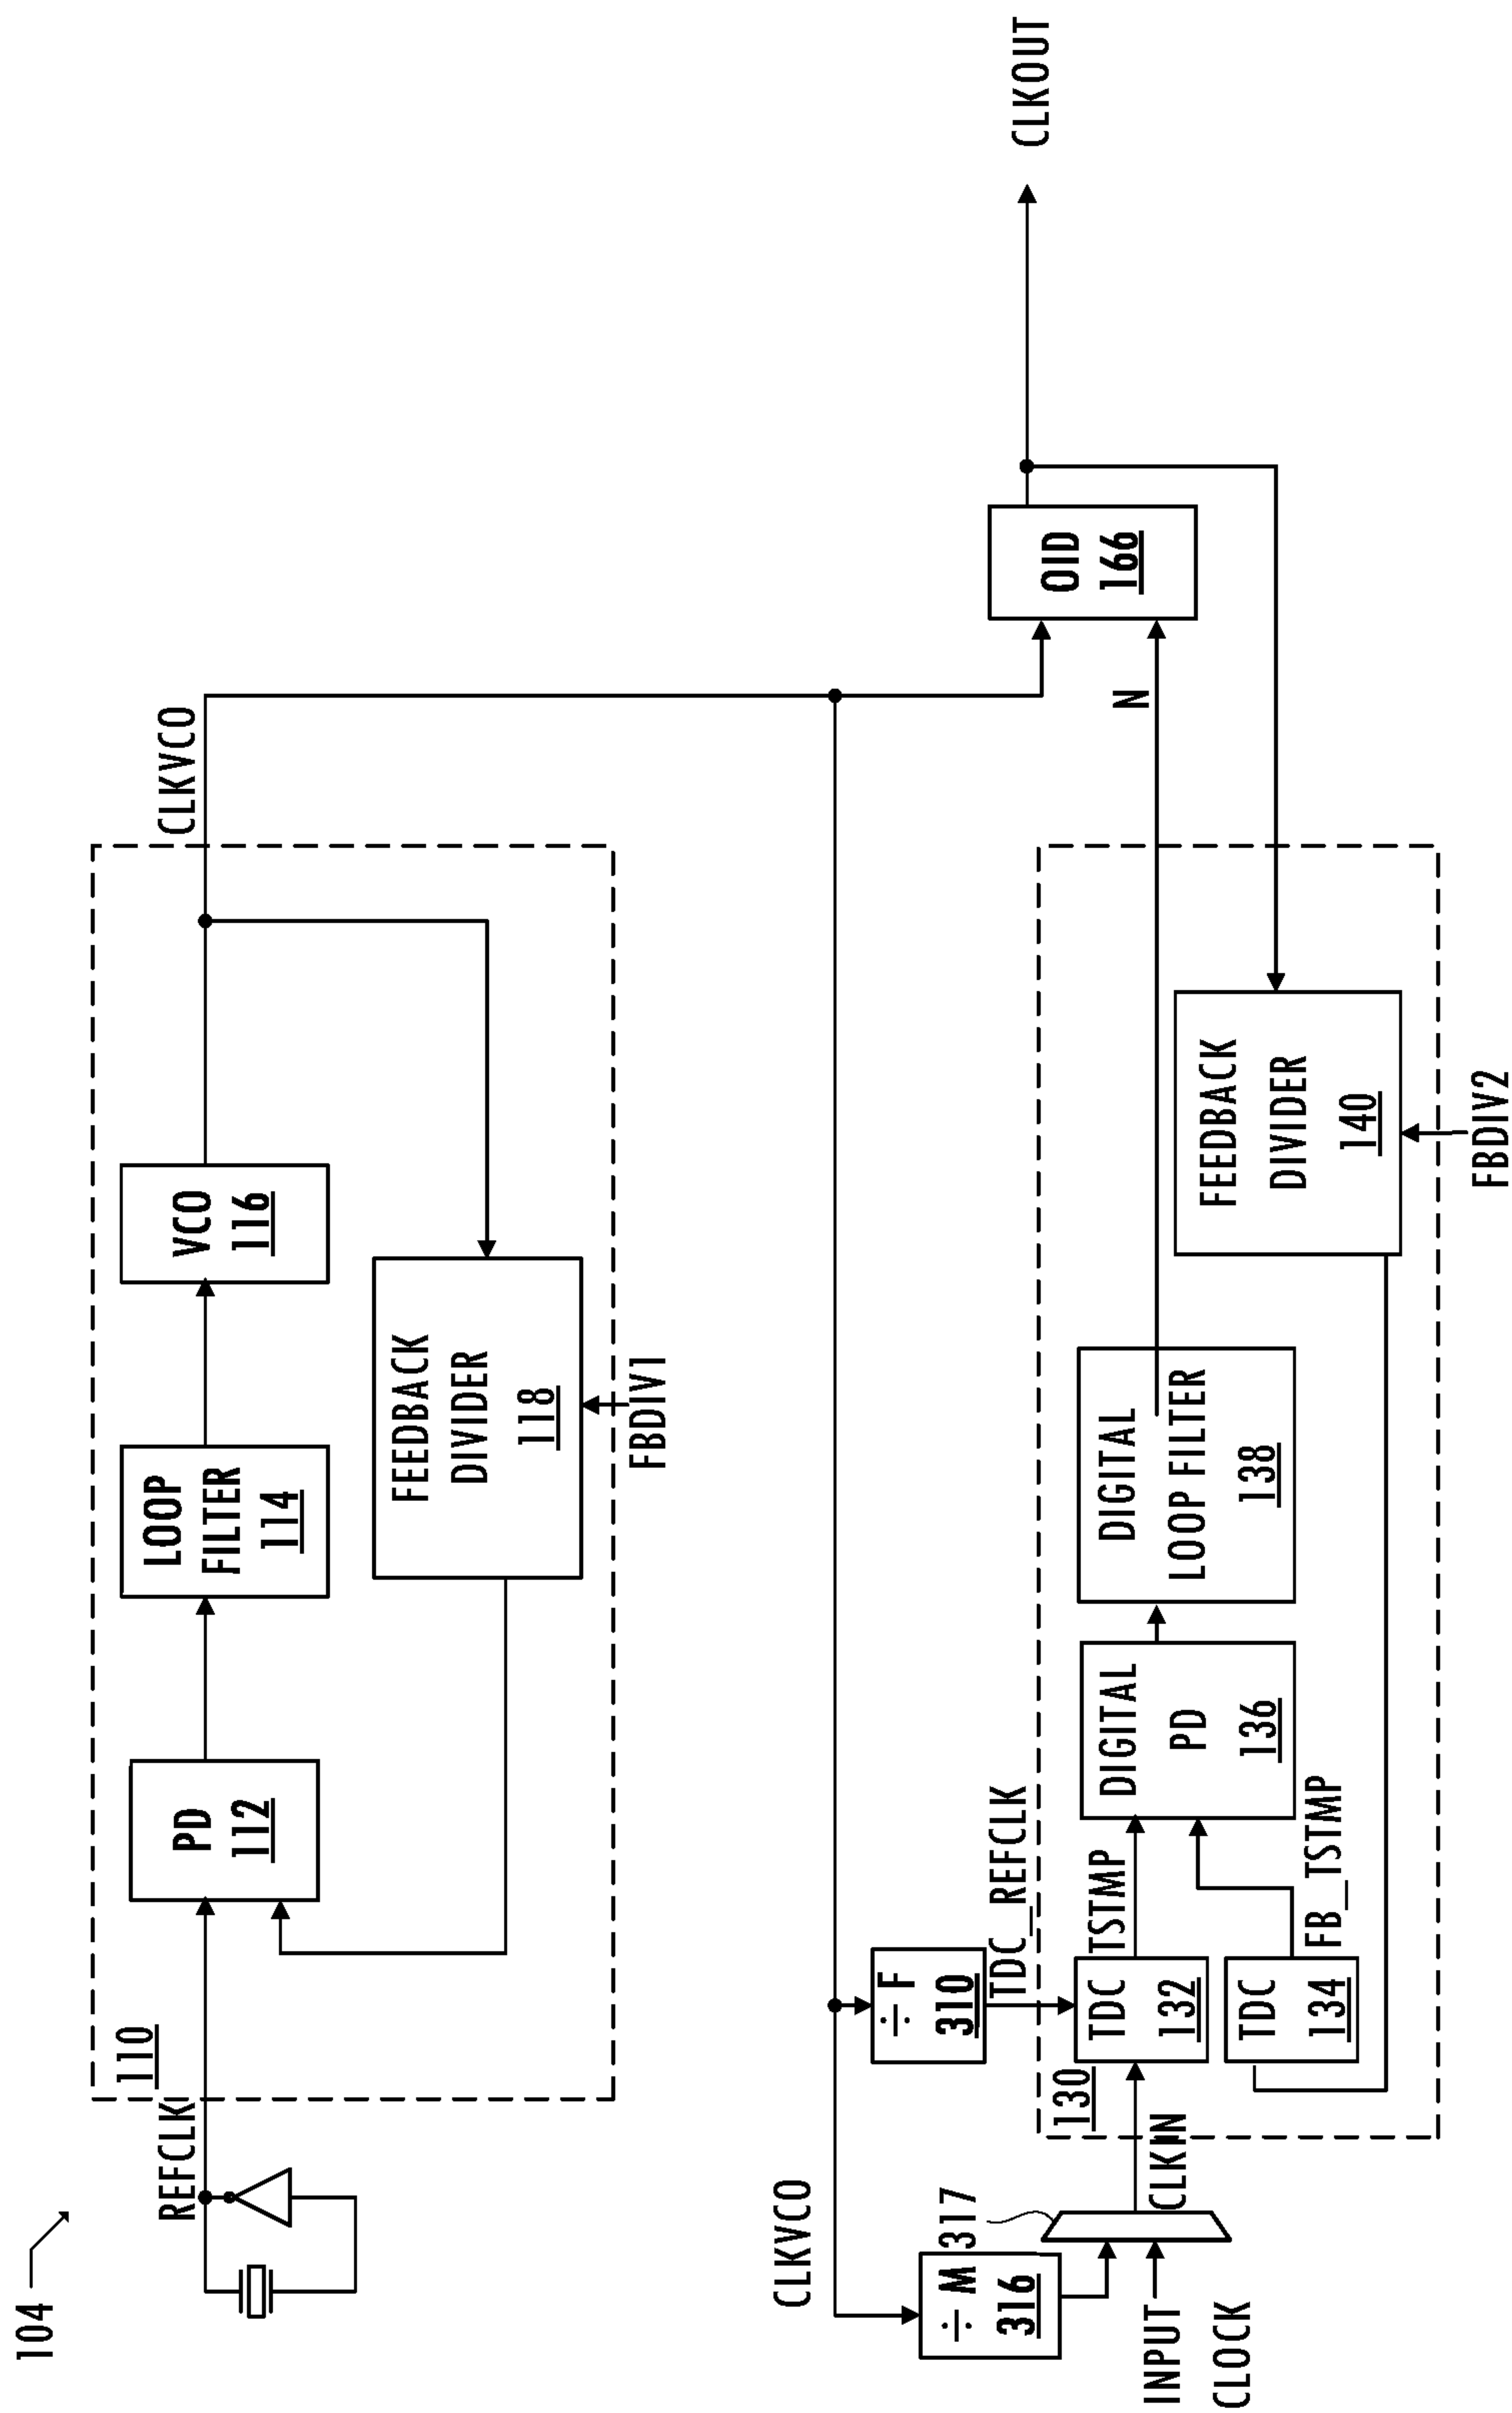 104
REFCLK
110
PD
112
LOOP
FILTER
114
VCO
116
CLKVCO
FEEDBACK
DIVIDER
118
FBDIV1
CLKVCO
÷ M
316
317
INPUT
CLOCK
CLKIN
÷ F
310
TDC_REFCLK
130
TDC
132
TSTMP
TDC
134
FB_TSTMP
DIGITAL
PD
136
DIGITAL
LOOP FILTER
138
FEEDBACK
DIVIDER
140
FBDIV2
N
OID
166
CLKOUT